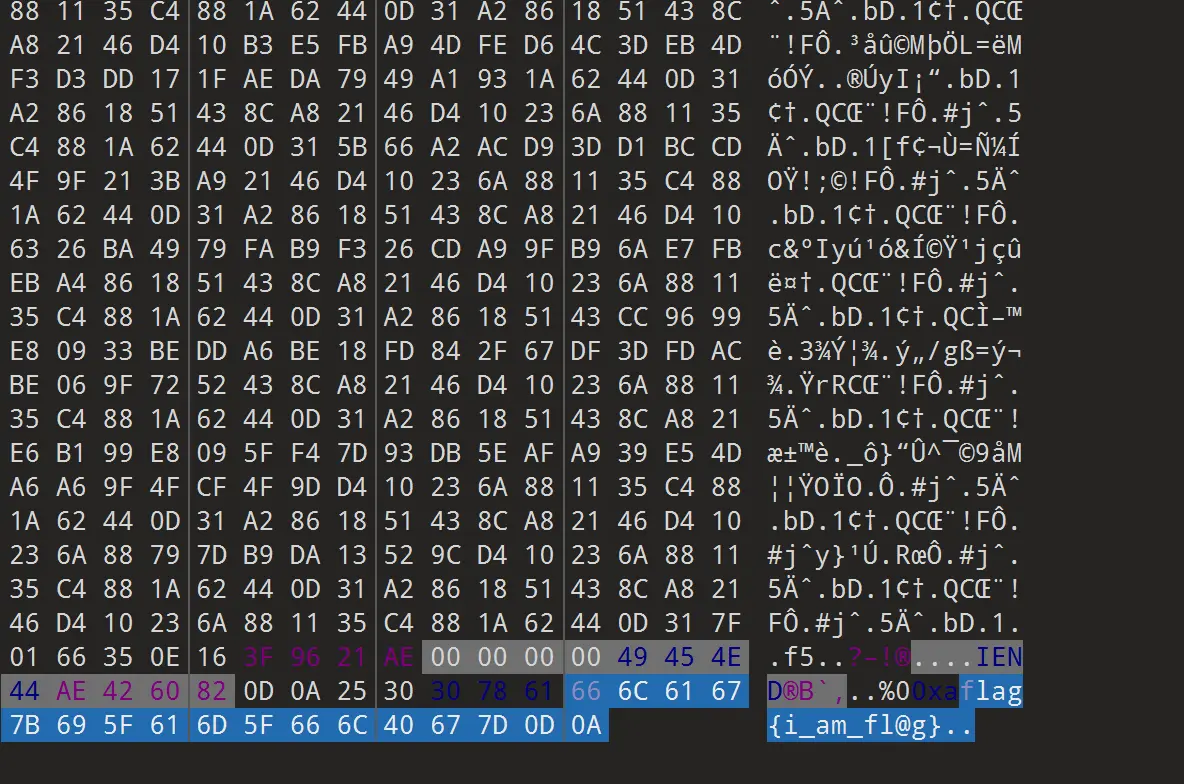 88 11 35 C4 88 1A 62 44 0D 31 A2 86 18 51 43 8C ˆ.5Äˆ.bD.1¢†.QCŒ
A8 21 46 D4 10 B3 E5 FB A9 4D FE D6 4C 3D EB 4D ¨!FÔ.³åû©MþÖL=ëM
F3 D3 DD 17 1F AE DA 79 49 A1 93 1A 62 44 0D 31 óÓÝ..®ÚyI¡“.bD.1
A2 86 18 51 43 8C A8 21 46 D4 10 23 6A 88 11 35 ¢†.QCŒ¨!FÔ.#jˆ.5
C4 88 1A 62 44 0D 31 5B 66 A2 AC D9 3D D1 BC CD Äˆ.bD.1[f¢¬Ù=Ñ¼Í
4F 9F 21 3B A9 21 46 D4 10 23 6A 88 11 35 C4 88 OŸ!;©!FÔ.#jˆ.5Äˆ
1A 62 44 0D 31 A2 86 18 51 43 8C A8 21 46 D4 10 .bD.1¢†.QCŒ¨!FÔ.
63 26 BA 49 79 FA B9 F3 26 CD A9 9F B9 6A E7 FB c&ºIyú¹ó&Í©Ÿ¹jçû
EB A4 86 18 51 43 8C A8 21 46 D4 10 23 6A 88 11 ë¤†.QCŒ¨!FÔ.#jˆ.
35 C4 88 1A 62 44 0D 31 A2 86 18 51 43 CC 96 99 5Äˆ.bD.1¢†.QCÌ–™
E8 09 33 BE DD A6 BE 18 FD 84 2F 67 DF 3D FD AC è.3¾Ý¦¾.ý„/gß=ý¬
BE 06 9F 72 52 43 8C A8 21 46 D4 10 23 6A 88 11 ¾.ŸrRCŒ¨!FÔ.#jˆ.
35 C4 88 1A 62 44 0D 31 A2 86 18 51 43 8C A8 21 5Äˆ.bD.1¢†.QCŒ¨!
E6 B1 99 E8 09 5F F4 7D 93 DB 5E AF A9 39 E5 4D æ±™è._ô}“Û^¯©9åM
A6 A6 9F 4F CF 4F 9D D4 10 23 6A 88 11 35 C4 88 ¦¦ŸOÏO.Ô.#jˆ.5Äˆ
1A 62 44 0D 31 A2 86 18 51 43 8C A8 21 46 D4 10 .bD.1¢†.QCŒ¨!FÔ.
23 6A 88 79 7D B9 DA 13 52 9C D4 10 23 6A 88 11 #jˆy}¹Ú.RœÔ.#jˆ.
35 C4 88 1A 62 44 0D 31 A2 86 18 51 43 8C A8 21 5Äˆ.bD.1¢†.QCŒ¨!
46 D4 10 23 6A 88 11 35 C4 88 1A 62 44 0D 31 7F FÔ.#jˆ.5Äˆ.bD.1.
01 66 35 0E 16 3F 96 21 AE 00 00 00 00 49 45 4E .f5..?–!®....IEN
44 AE 42 60 82 0D 0A 25 30 30 78 61 66 6C 61 67 D®B`‚..%00xaflag
7B 69 5F 61 6D 5F 66 6C 40 67 7D 0D 0A {i_am_fl@g}..